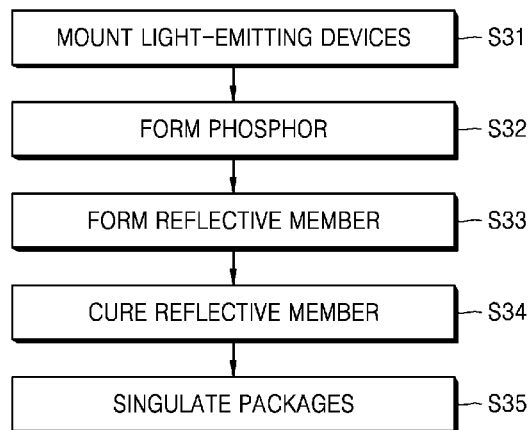 MOUNT LIGHT-EMITTING DEVICES S31
FORM PHOSPHOR S32
FORM REFLECTIVE MEMBER S33
CURE REFLECTIVE MEMBER S34
SINGULATE PACKAGES S35